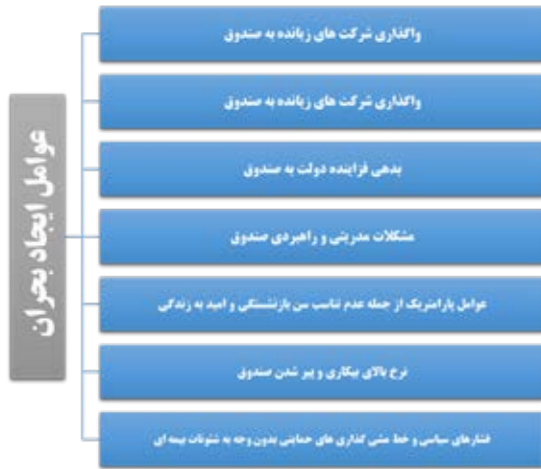 عوامل ایجاد بحران
واگذاری شرکت های زیانده به صندوق
واگذاری شرکت های زیانده به صندوق
بدهی فزاینده دولت به صندوق
مشکلات مدیریتی و راهبردی صندوق
عوامل پارامتریک از جمله عدم تناسب سن بازنشستگی و امید به زندگی
نرخ بالای بیکاری و پیر شدن صندوق
فشارهای سیاسی و خط مشی گذاری های حمایتی بدون وجه به شئونات بیمه ای